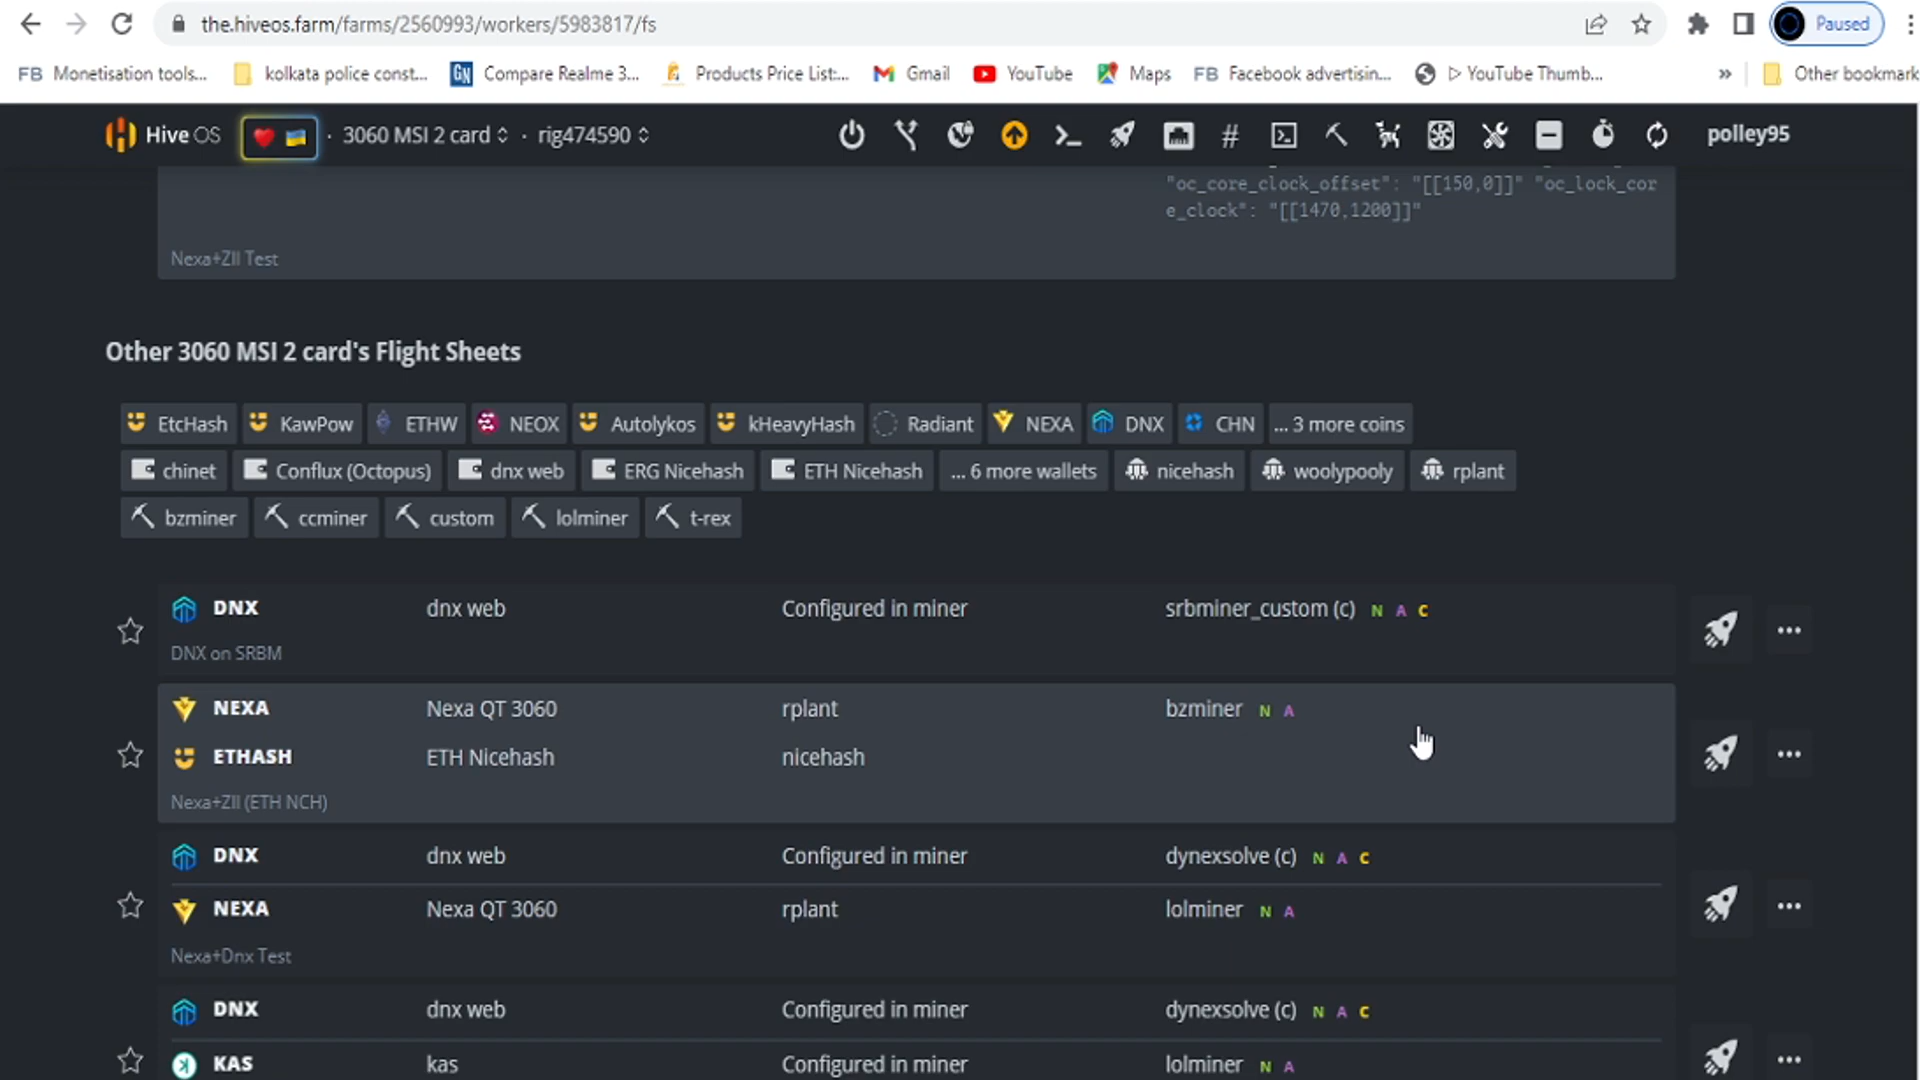 the.hiveos.farm/farms/2560993/workers/5983817/fs Paused
FB Monetisation tools... kolkata police const... GN Compare Realme 3... Products Price List:... Gmail YouTube Maps FB Facebook advertisin... ▷ YouTube Thumb... » Other bookmark
Hive OS · 3060 MSI 2 card · rig474590 polley95
"oc_core_clock_offset": "[[150,0]]" "oc_lock_cor
e_clock": "[[1470,1200]]"
Nexa+ZIl Test
Other 3060 MSI 2 card's Flight Sheets
EtcHash KawPow ETHW NEOX Autolykos kHeavyHash Radiant NEXA DNX CHN ... 3 more coins
chinet Conflux (Octopus) dnx web ERG Nicehash ETH Nicehash ... 6 more wallets nicehash woolypooly rplant
bzminer ccminer custom lolminer t-rex
DNX dnx web Configured in miner srbminer_custom (c) N A C
DNX on SRBM
NEXA Nexa QT 3060 rplant bzminer N A
ETHASH ETH Nicehash nicehash
Nexa+ZIl (ETH NCH)
DNX dnx web Configured in miner dynexsolve (c) N A C
NEXA Nexa QT 3060 rplant lolminer N A
Nexa+Dnx Test
DNX dnx web Configured in miner dynexsolve (c) N A C
KAS kas Configured in miner lolminer N A